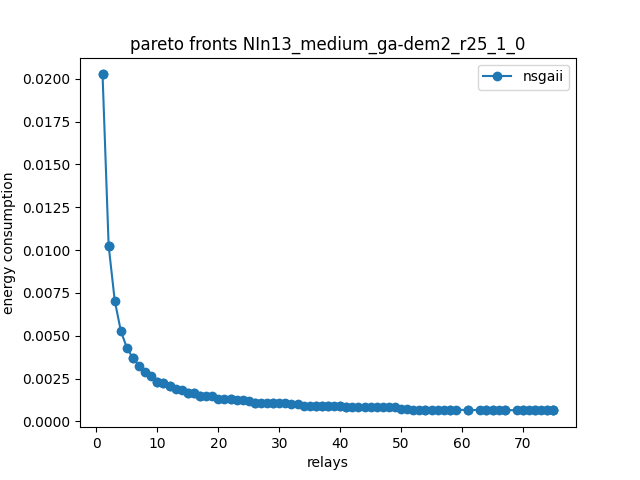 pareto fronts NIn13_medium_ga-dem2_r25_1_0
nsgaii
energy consumption
0.0200
0.0175
0.0150
0.0125
0.0100
0.0075
0.0050
0.0025
0.0000
0 10 20 30 40 50 60 70
relays